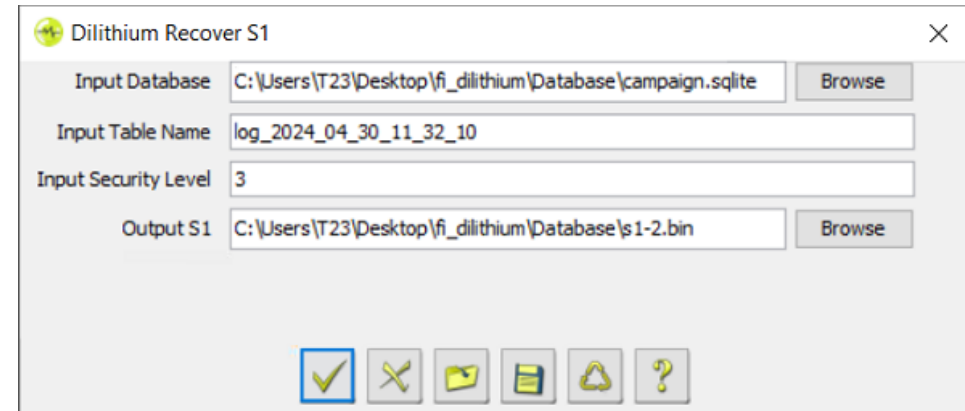 Dilithium Recover S1
Input Database C:\Users\T23\Desktop\fi_dilithium\Database\campaign.sqlite Browse
Input Table Name log_2024_04_30_11_32_10
Input Security Level 3
Output S1 C:\Users\T23\Desktop\fi_dilithium\Database\s1-2.bin Browse